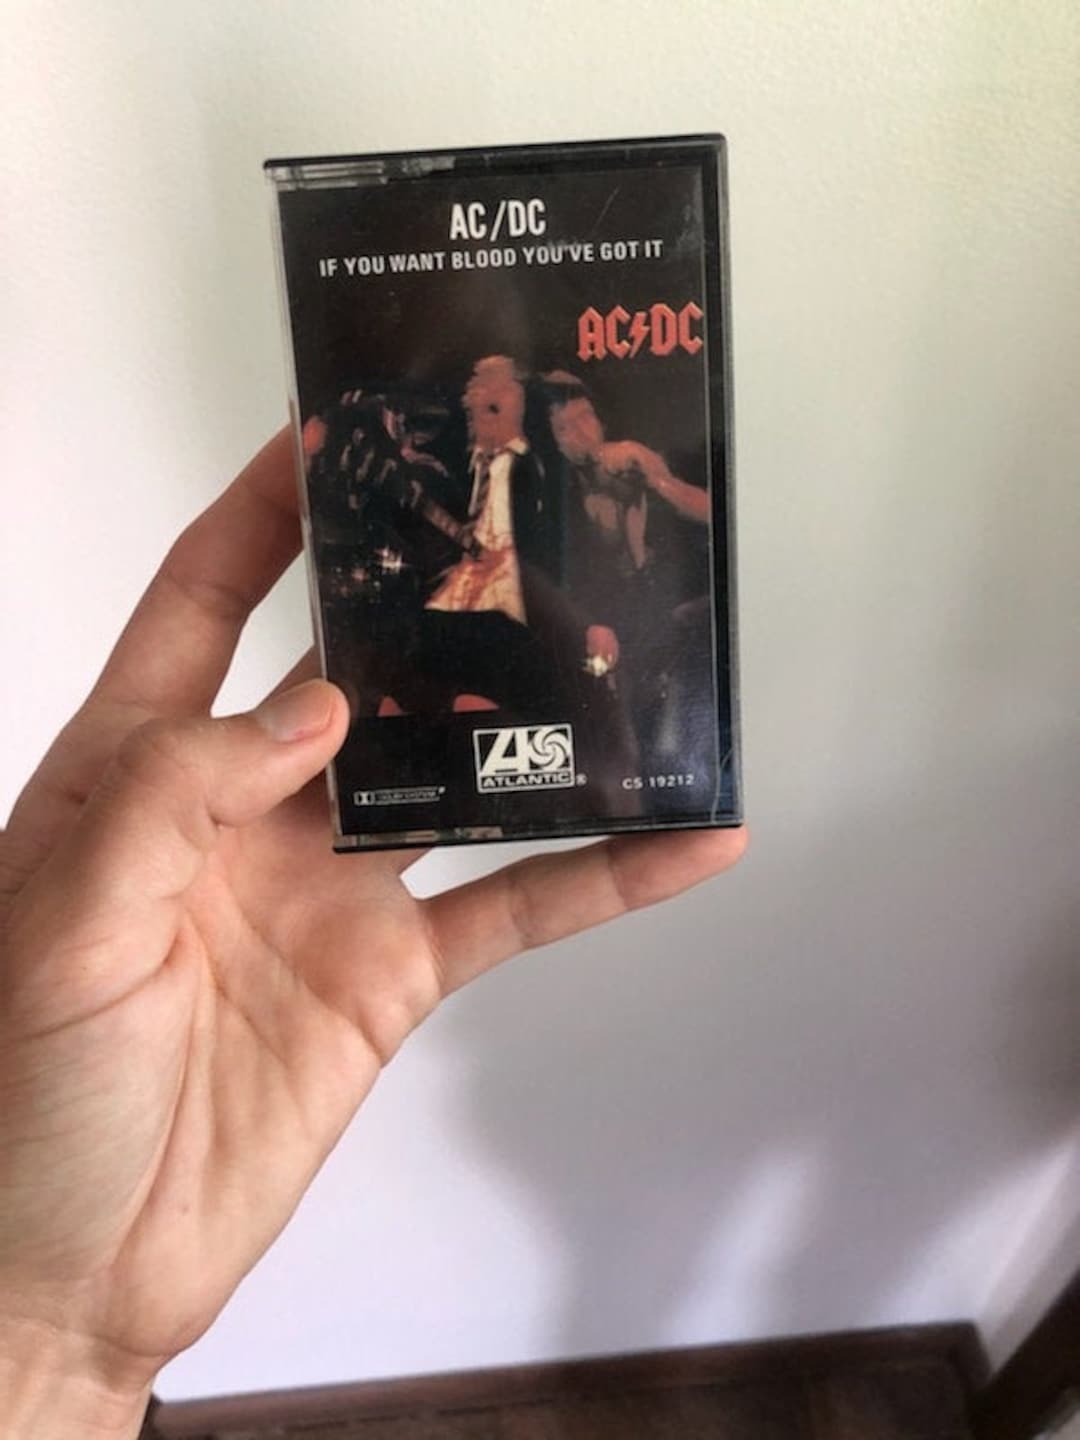 AC/DC
IF YOU WANT BLOOD YOU'VE GOT IT
AC⚡DC
ATLANTIC®
CS 19212